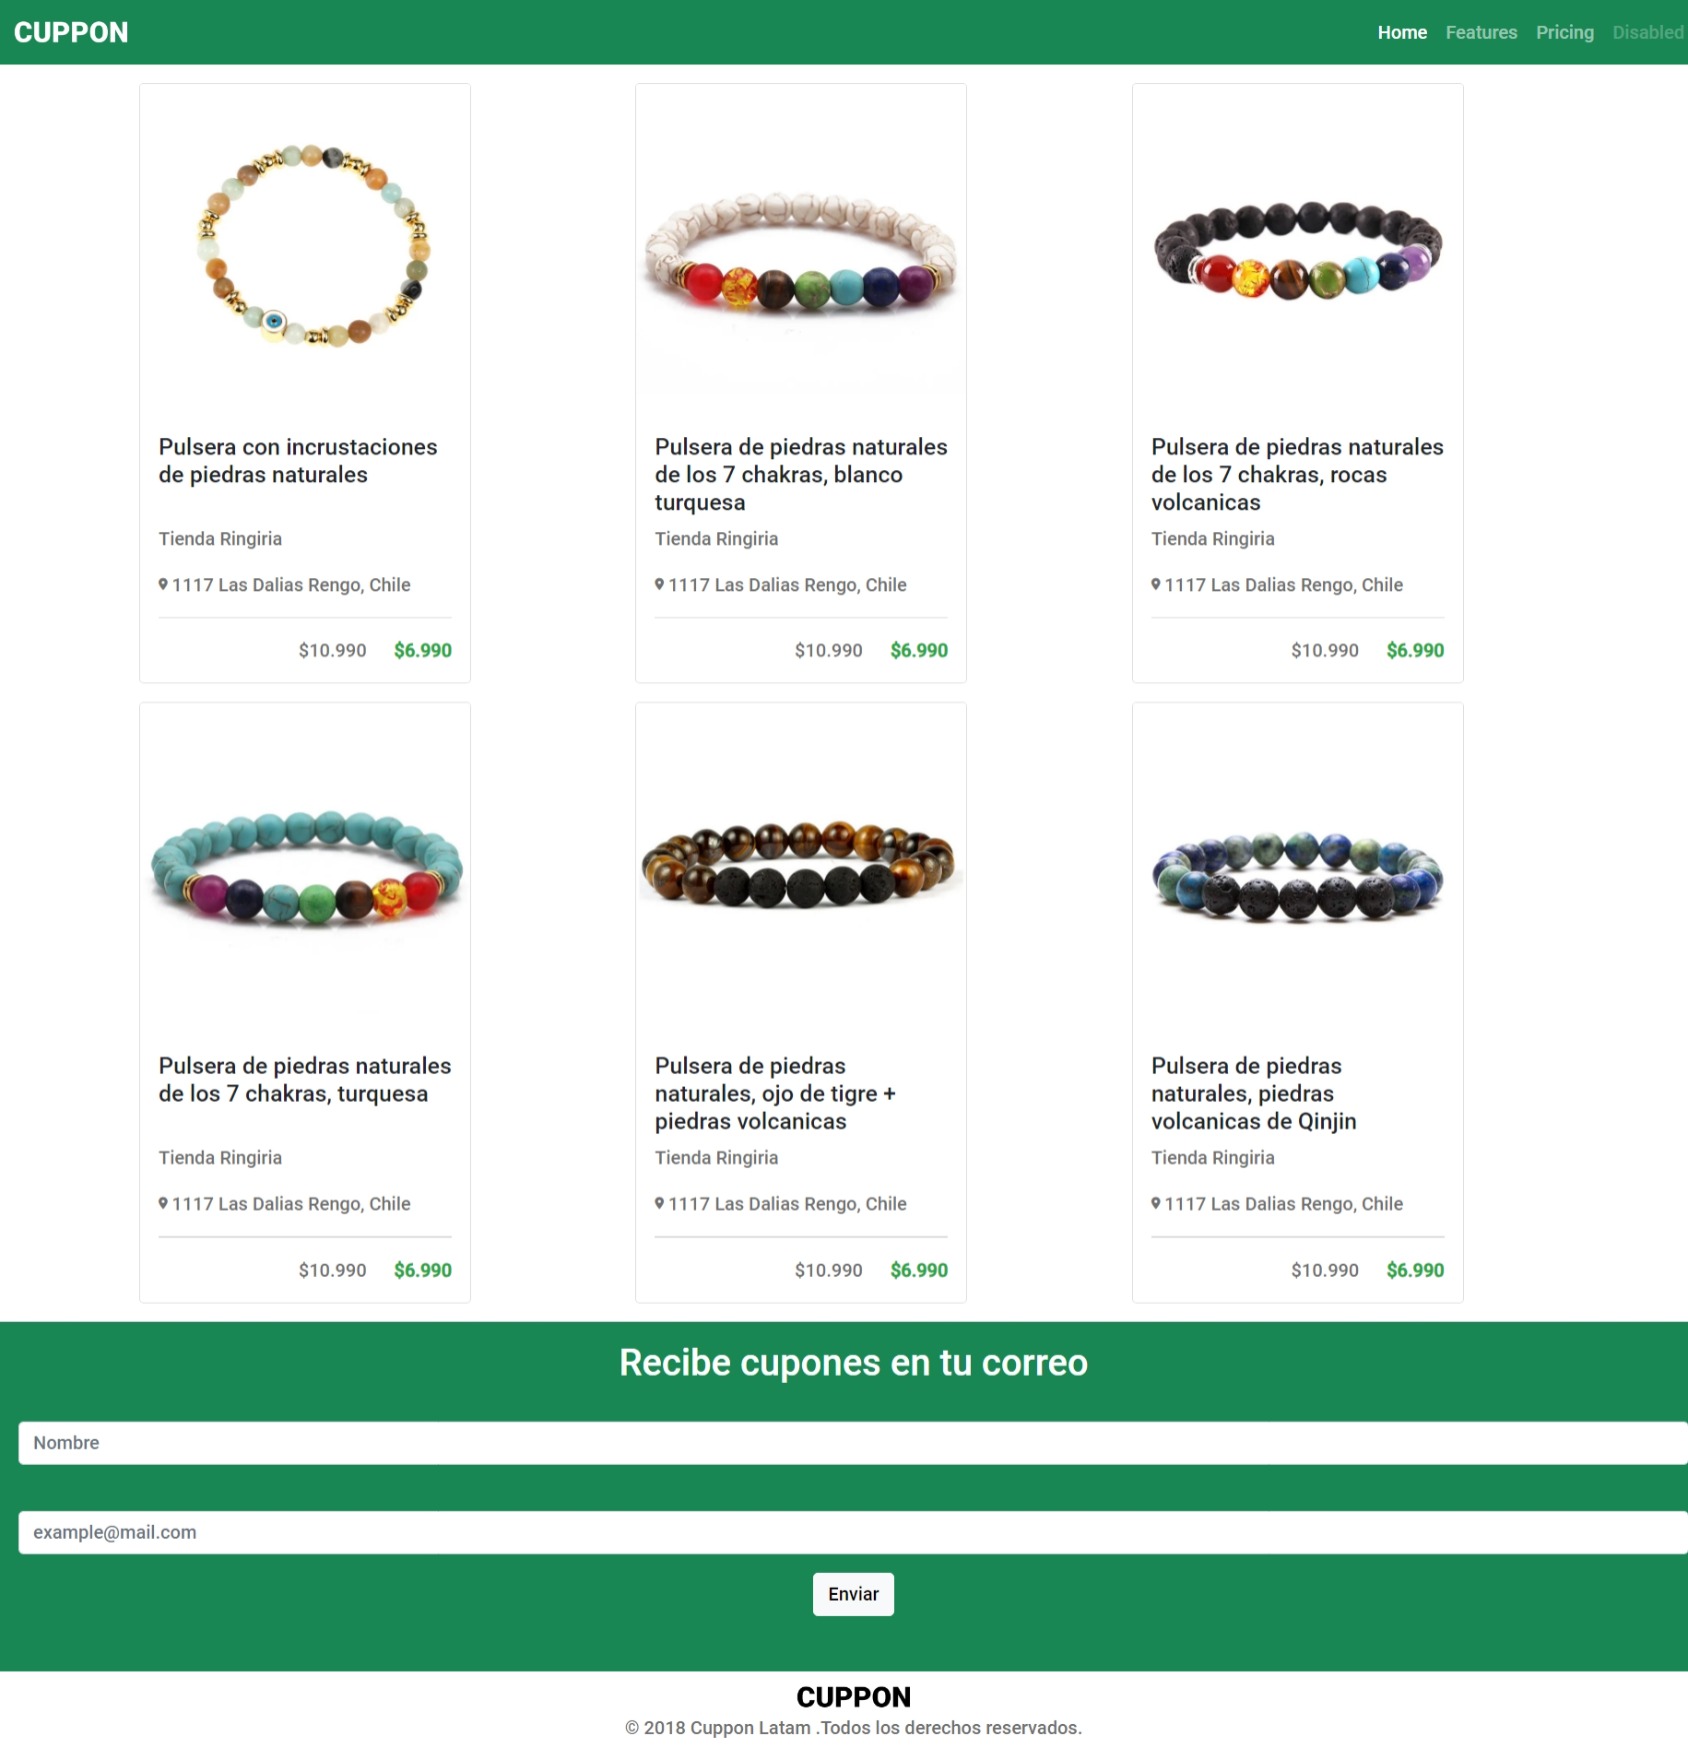 CUPPON
Home Features Pricing Disabled
Pulsera con incrustaciones
de piedras naturales
Tienda Ringiria
1117 Las Dalias Rengo, Chile
$10.990 $6.990
Pulsera de piedras naturales
de los 7 chakras, blanco
turquesa
Tienda Ringiria
1117 Las Dalias Rengo, Chile
$10.990 $6.990
Pulsera de piedras naturales
de los 7 chakras, rocas
volcanicas
Tienda Ringiria
1117 Las Dalias Rengo, Chile
$10.990 $6.990
Pulsera de piedras naturales
de los 7 chakras, turquesa
Tienda Ringiria
1117 Las Dalias Rengo, Chile
$10.990 $6.990
Pulsera de piedras
naturales, ojo de tigre +
piedras volcanicas
Tienda Ringiria
1117 Las Dalias Rengo, Chile
$10.990 $6.990
Pulsera de piedras
naturales, piedras
volcanicas de Qinjin
Tienda Ringiria
1117 Las Dalias Rengo, Chile
$10.990 $6.990
Recibe cupones en tu correo
Nombre
example@mail.com
Enviar
CUPPON
© 2018 Cuppon Latam .Todos los derechos reservados.